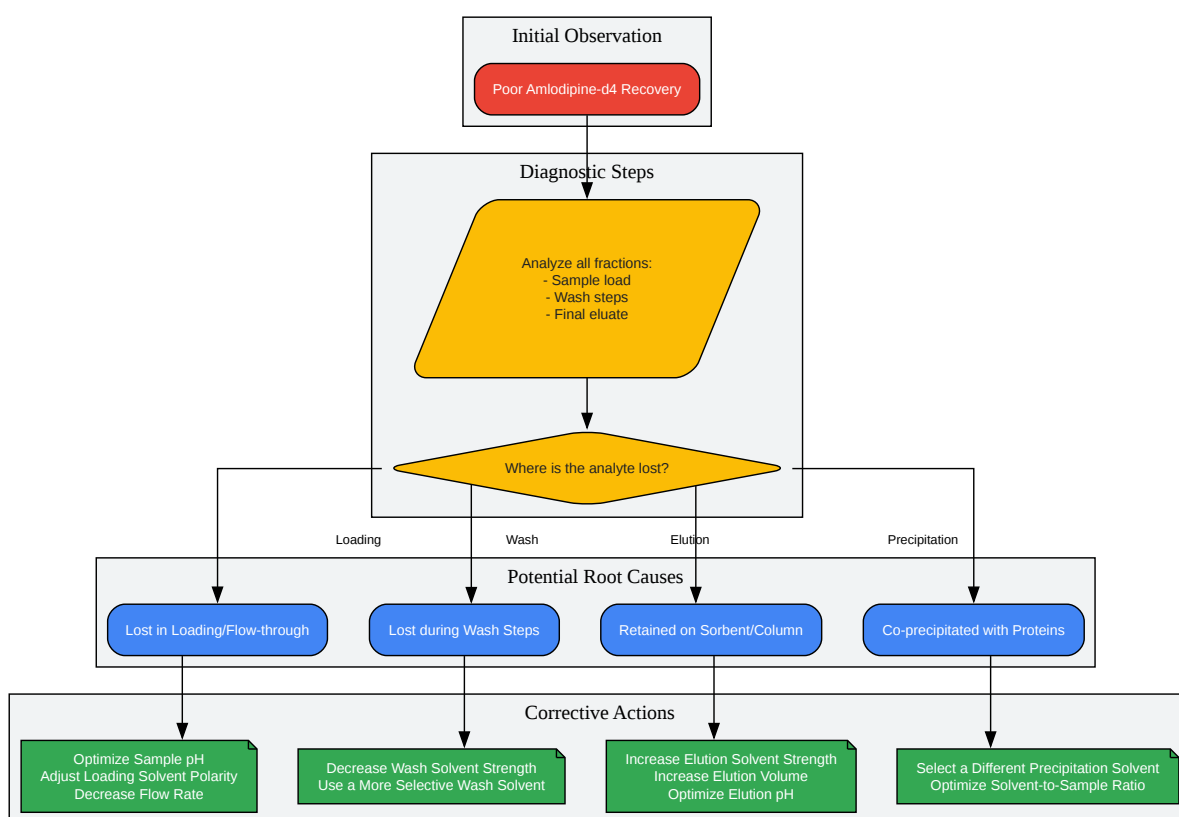 Initial Observation
Poor Amlodipine-d4 Recovery
Diagnostic Steps
Analyze all fractions:
- Sample load
- Wash steps
- Final eluate
Where is the analyte lost?
Loading
Wash
Elution
Precipitation
Potential Root Causes
Lost in Loading/Flow-through
Lost during Wash Steps
Retained on Sorbent/Column
Co-precipitated with Proteins
Corrective Actions
Optimize Sample pH
Adjust Loading Solvent Polarity
Decrease Flow Rate
Decrease Wash Solvent Strength
Use a More Selective Wash Solvent
Increase Elution Solvent Strength
Increase Elution Volume
Optimize Elution pH
Select a Different Precipitation Solvent
Optimize Solvent-to-Sample Ratio